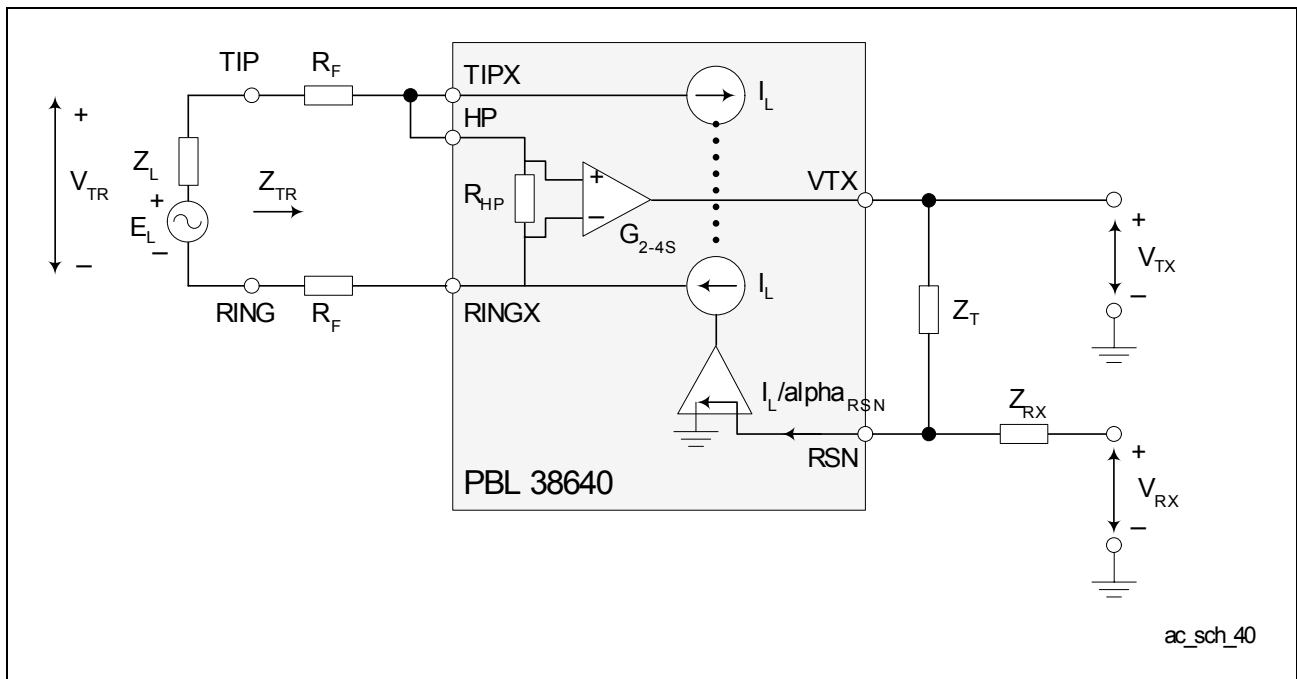 TIP
R_F
TIPX
I_L
HP
+
V_TR
–
Z_L
+
E_L
–
Z_TR
R_HP
+
–
G_2-4S
VTX
+
V_TX
–
I_L
RING
R_F
RINGX
Z_T
I_L/alpha_RSN
Z_RX
RSN
+
V_RX
–
PBL 38640
ac_sch_40